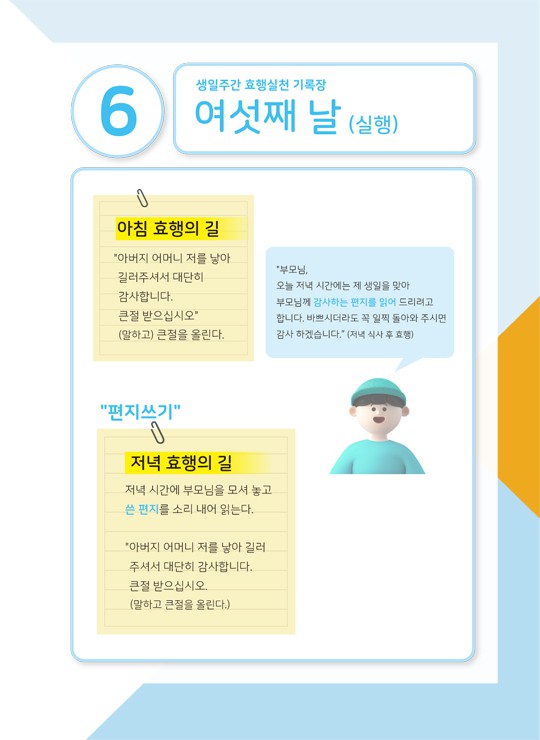 6
생일주간 효행실천 기록장
여섯째 날 (실행)
아침 효행의 길
"아버지 어머니 저를 낳아
길러주셔서 대단히
감사합니다.
큰절 받으십시오"
(말하고) 큰절을 올린다.
"부모님,
오늘 저녁 시간에는 제 생일을 맞아
부모님께 감사하는 편지를 읽어 드리려고
합니다. 바쁘시더라도 꼭 일찍 돌아와 주시면
감사 하겠습니다." (저녁 식사 후 효행)
"편지쓰기"
저녁 효행의 길
저녁 시간에 부모님을 모셔 놓고
쓴 편지를 소리 내어 읽는다.
"아버지 어머니 저를 낳아 길러
주셔서 대단히 감사합니다.
큰절 받으십시오.
(말하고 큰절을 올린다.)